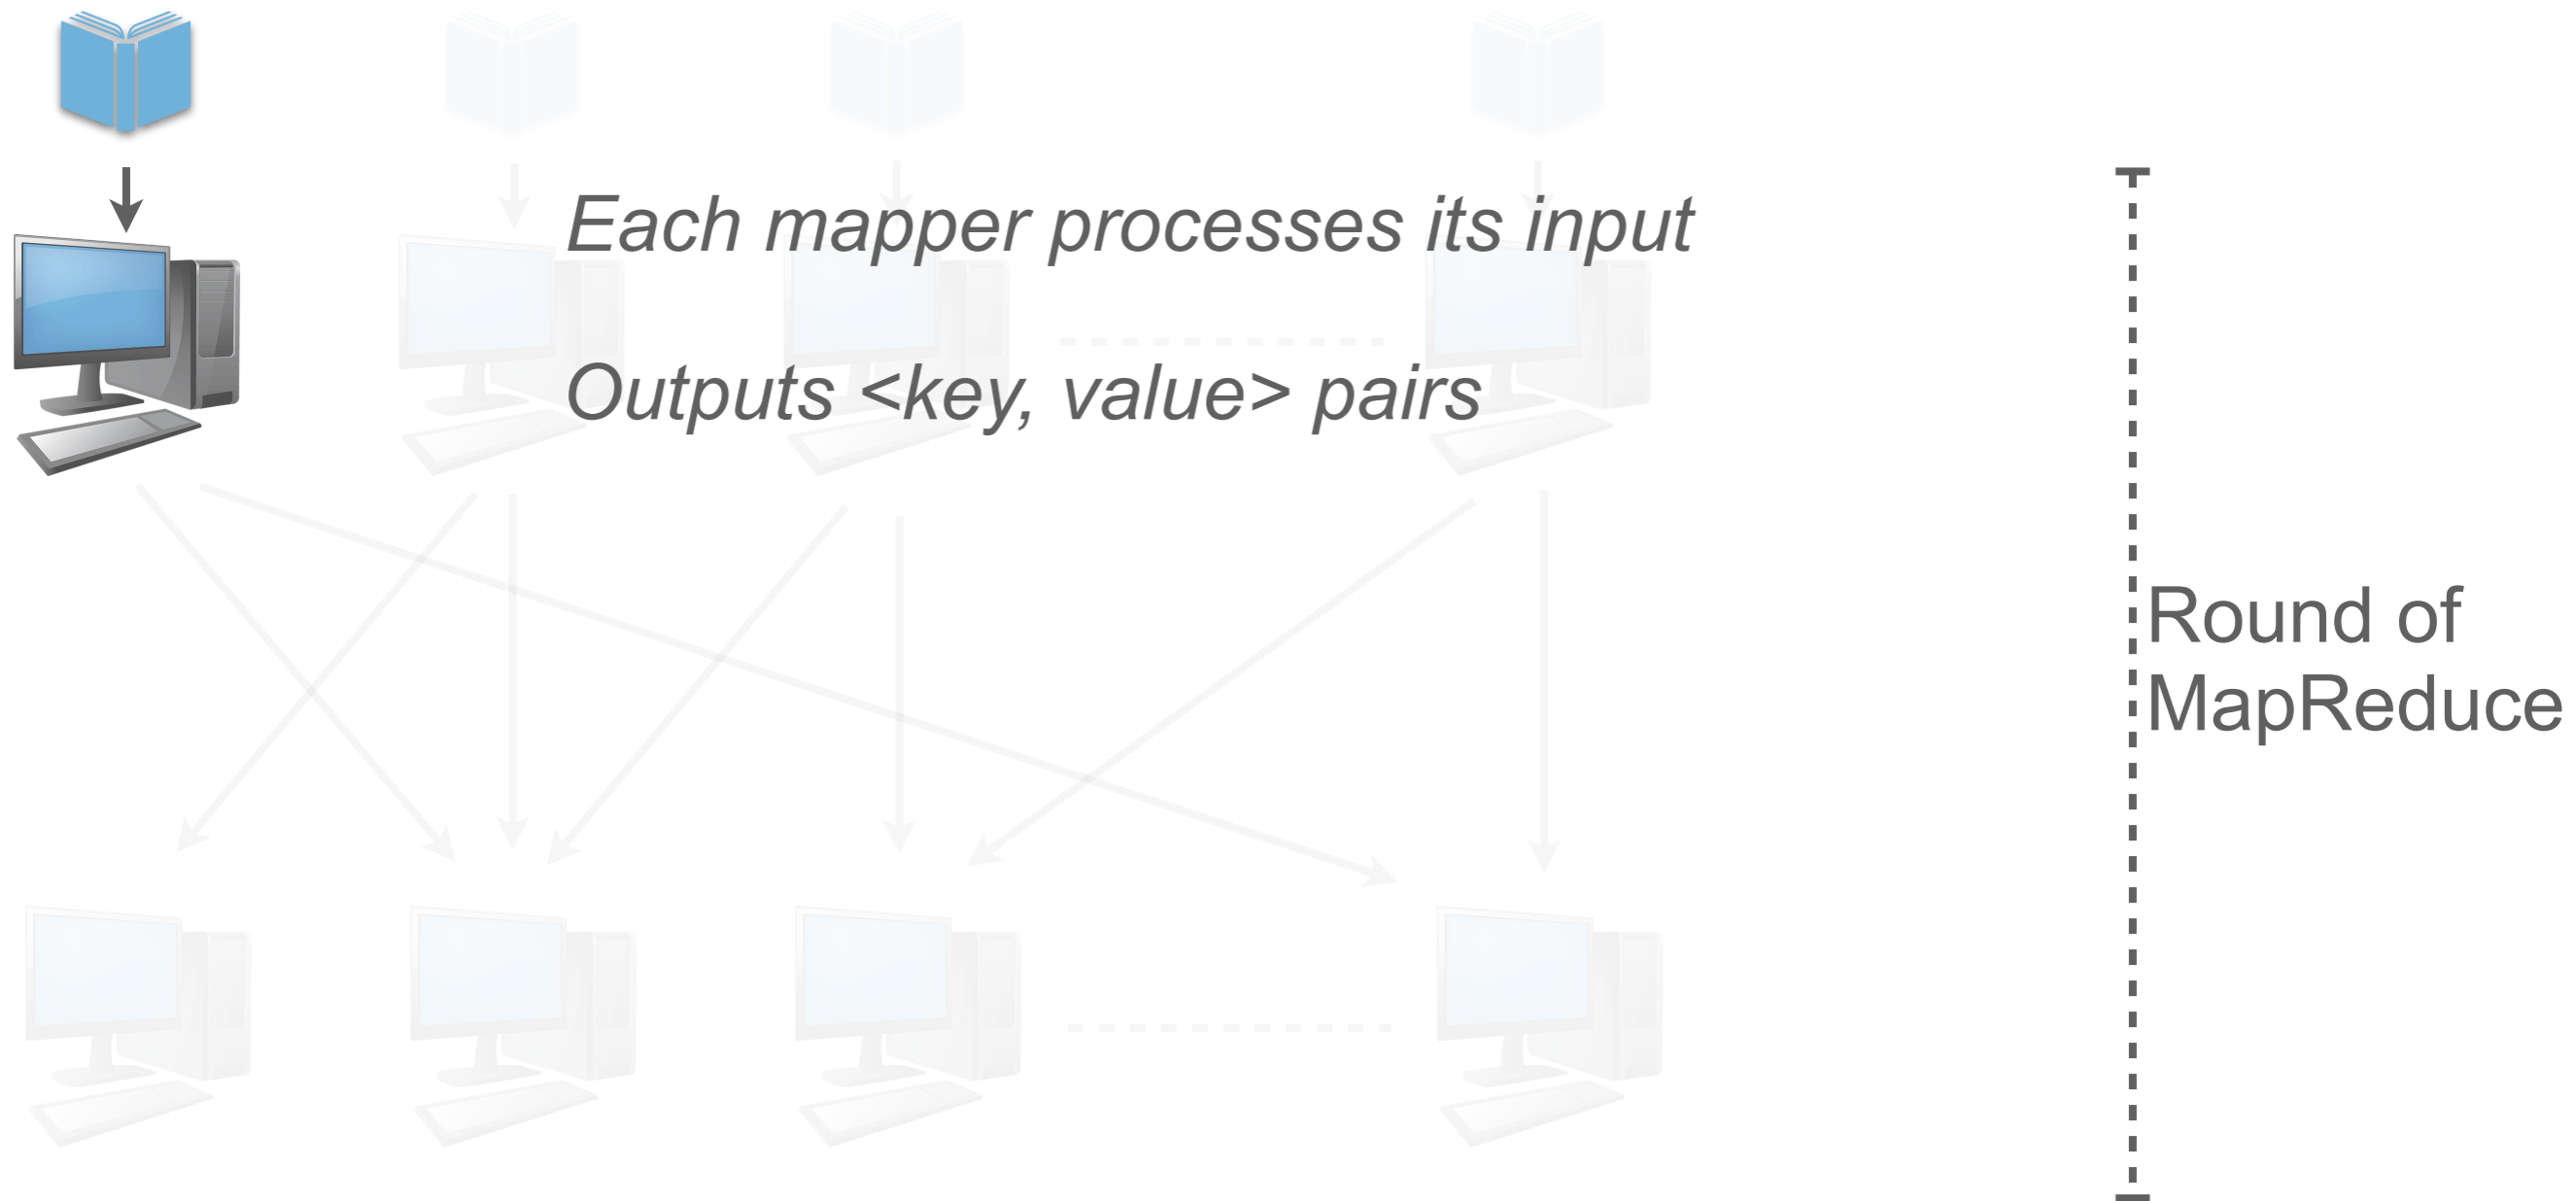 Each mapper processes its input
Outputs <key, value> pairs
Round of
MapReduce